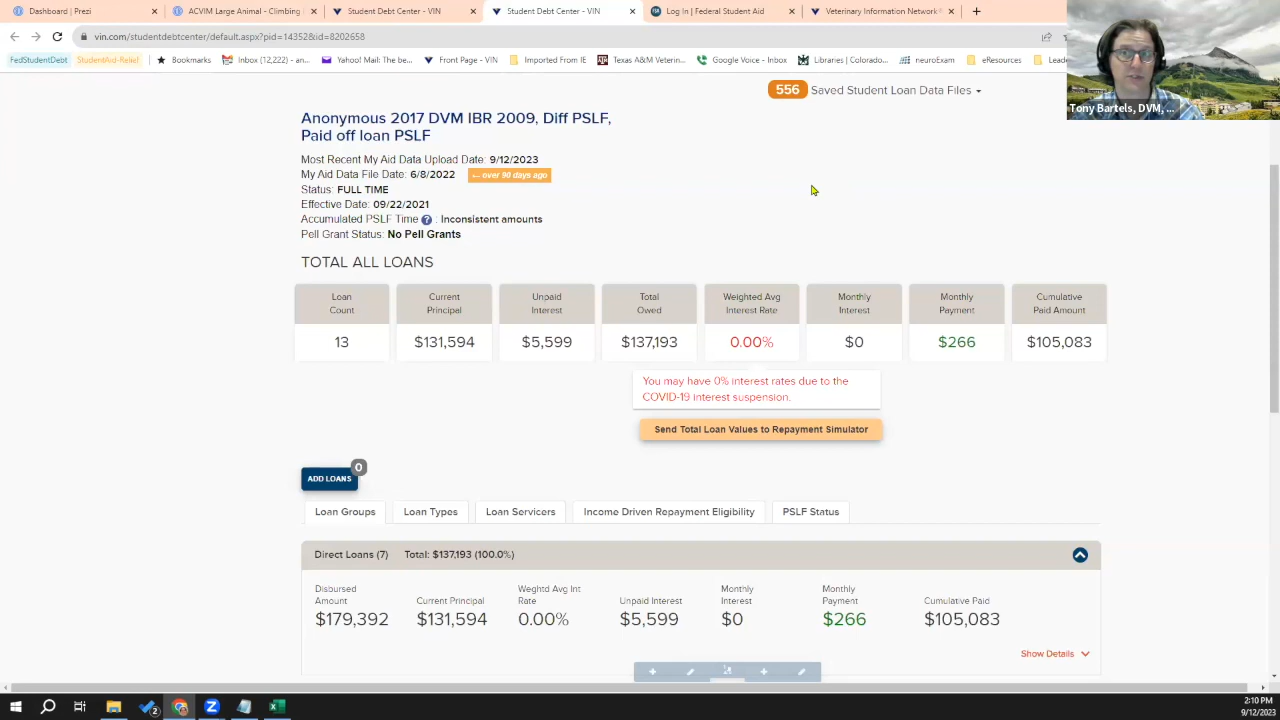 Dashboard | Prezi
ACVIM Large Animal - Climbing
Student Debt Center - VIN
Student Debt Center - VIN
Log In | Federal Student Aid
Veterinary Information Network
vin.com/studentdebtcenter/default.aspx?pid=14352&id=8202658
FedStudentDebt
StudentAid-Relief
Bookmarks
Inbox (12,222) - an...
Yahoo! Mail: The be...
Front Page - VIN
Imported From IE
Texas A&M Veterin...
Google Voice - Inbox
Libraries | Colorado...
neuroExam
eResources
Tony Bartels, DVM, ...
556 Saved Student Loan Data Files
Anonymous 2017 DVM IBR 2009, Diff PSLF,
Paid off loan PSLF
Most Recent My Aid Data Upload Date: 9/12/2023
My Aid Data File Date: 6/8/2022 ← over 90 days ago
Status: FULL TIME
Effective Date: 09/22/2021
Accumulated PSLF Time ? : Inconsistent amounts
Pell Grant Status: No Pell Grants
TOTAL ALL LOANS
Loan
Count
Current
Principal
Unpaid
Interest
Total
Owed
Weighted Avg
Interest Rate
Monthly
Interest
Monthly
Payment
Cumulative
Paid Amount
13
$131,594
$5,599
$137,193
0.00%
$0
$266
$105,083
You may have 0% interest rates due to the
COVID-19 interest suspension.
Send Total Loan Values to Repayment Simulator
ADD LOANS
0
Loan Groups
Loan Types
Loan Servicers
Income Driven Repayment Eligibility
PSLF Status
Direct Loans (7) Total: $137,193 (100.0%)
Disbursed
Amount
Current Principal
Weghtd Avg Int
Rate
Unpaid Interest
Monthly
Interest
Monthly
Payment
Cumulative Paid
$179,392
$131,594
0.00%
$5,599
$0
$266
$105,083
Show Details
2
2:10 PM
9/12/2023